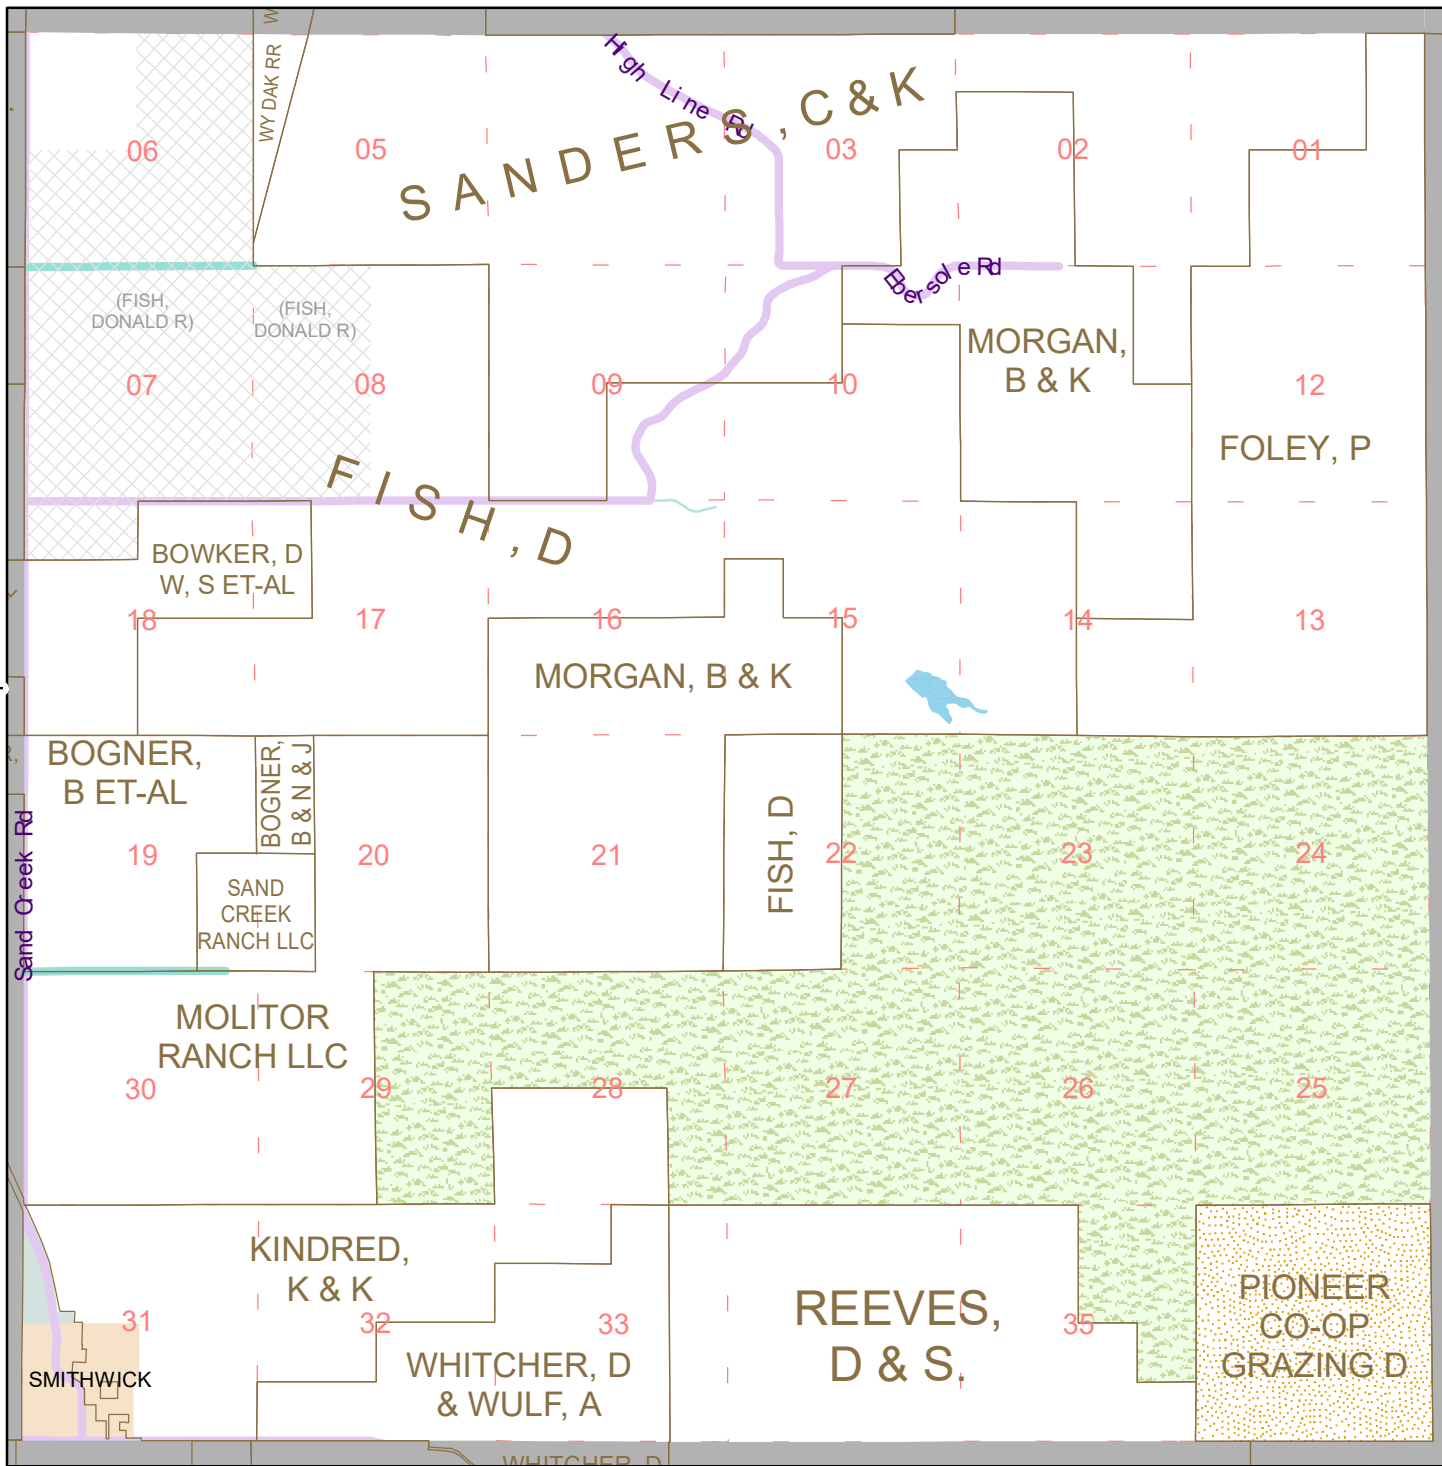 W
WY DAK RR
High Line Rd
SANDERS, C & K
06
05
03
02
01
Ebersole Rd
(FISH,
DONALD R)
(FISH,
DONALD R)
MORGAN,
B & K
07
08
09
10
12
FOLEY, P
FISH, D
BOWKER, D
W, S ET-AL
18
17
16
15
14
13
MORGAN, B & K
BOGNER,
B ET-AL
BOGNER,
B & N & J
FISH, D
Sand Creek Rd
19
20
21
22
23
24
SAND
CREEK
RANCH LLC
MOLITOR
RANCH LLC
30
29
28
27
26
25
KINDRED,
K & K
31
32
33
REEVES,
D & S.
35
PIONEER
CO-OP
GRAZING D
SMITHWICK
WHITCHER, D
& WULF, A
WHITCHER, D